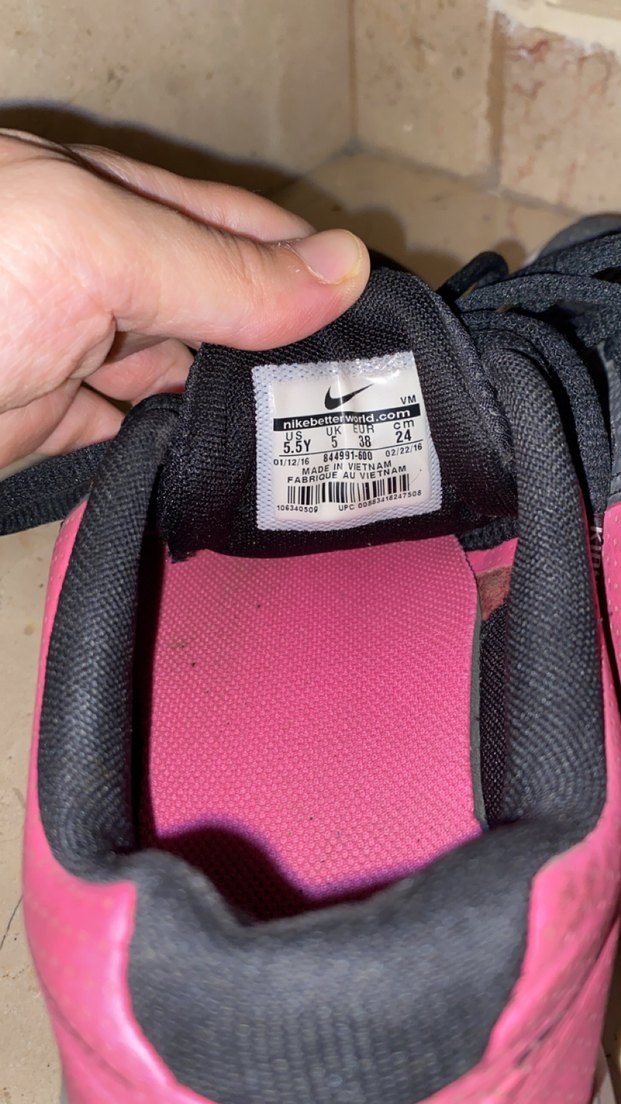 VM
nikebetterworld.com
US UK EUR cm
5.5Y 5 38 24
01/12/16 844991-600 02/22/16
MADE IN VIETNAM
FABRIQUE AU VIETNAM
106340509 UPC 00883418247508